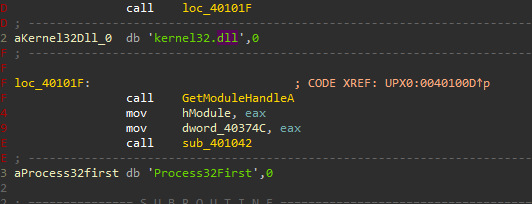 call loc_40101F
; ---------------------------------------------------------------
aKernel32Dll_0 db 'kernel32.dll',0
; ---------------------------------------------------------------
loc_40101F: ; CODE XREF: UPX0:0040100D↑p
call GetModuleHandleA
mov hModule, eax
mov dword_40374C, eax
call sub_401042
; ---------------------------------------------------------------
aProcess32first db 'Process32First',0
; --------------- S U B R O U T I N E ---------------------------